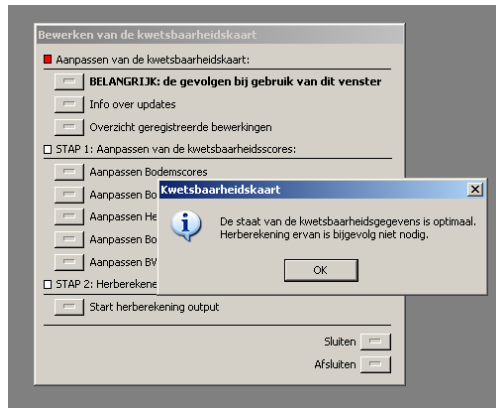 Bewerken van de kwetsbaarheidskaart
Aanpassen van de kwetsbaarheidskaart:
BELANGRIJK: de gevolgen bij gebruik van dit venster
Info over updates
Overzicht geregistreerde bewerkingen
STAP 1: Aanpassen van de kwetsbaarheidsscores:
Aanpassen Bodemscores
Aanpassen Bo
Aanpassen He
Aanpassen Bo
Aanpassen BV
Kwetsbaarheidskaart
De staat van de kwetsbaarheidsgegevens is optimaal.
Herberekening ervan is bijgevolg niet nodig.
OK
STAP 2: Herberekene
Start herberekening output
Sluiten
Afsluiten